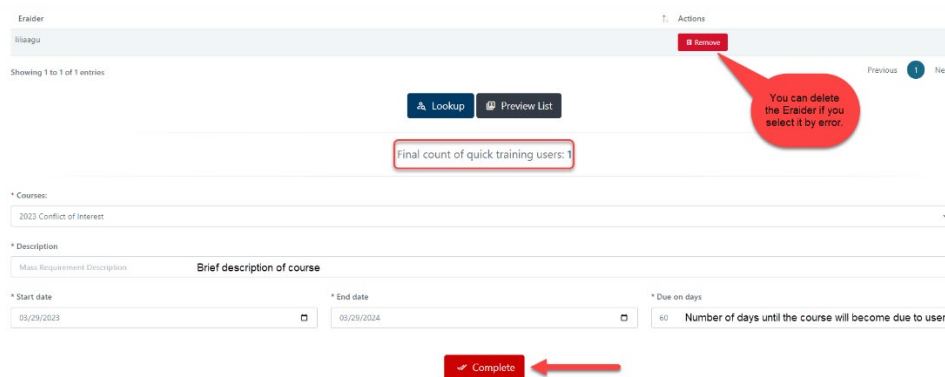 Eraider
Actions
liliaagu
Remove
Showing 1 to 1 of 1 entries
Previous 1 Ne
You can delete
the Eraider if you
select it by error.
Lookup
Preview List
Final count of quick training users: 1
* Courses:
2023 Conflict of Interest
* Description
Mass Requirement Description
Brief description of course
* Start date
* End date
* Due on days
03/29/2023
03/29/2024
60
Number of days until the course will become due to user
Complete